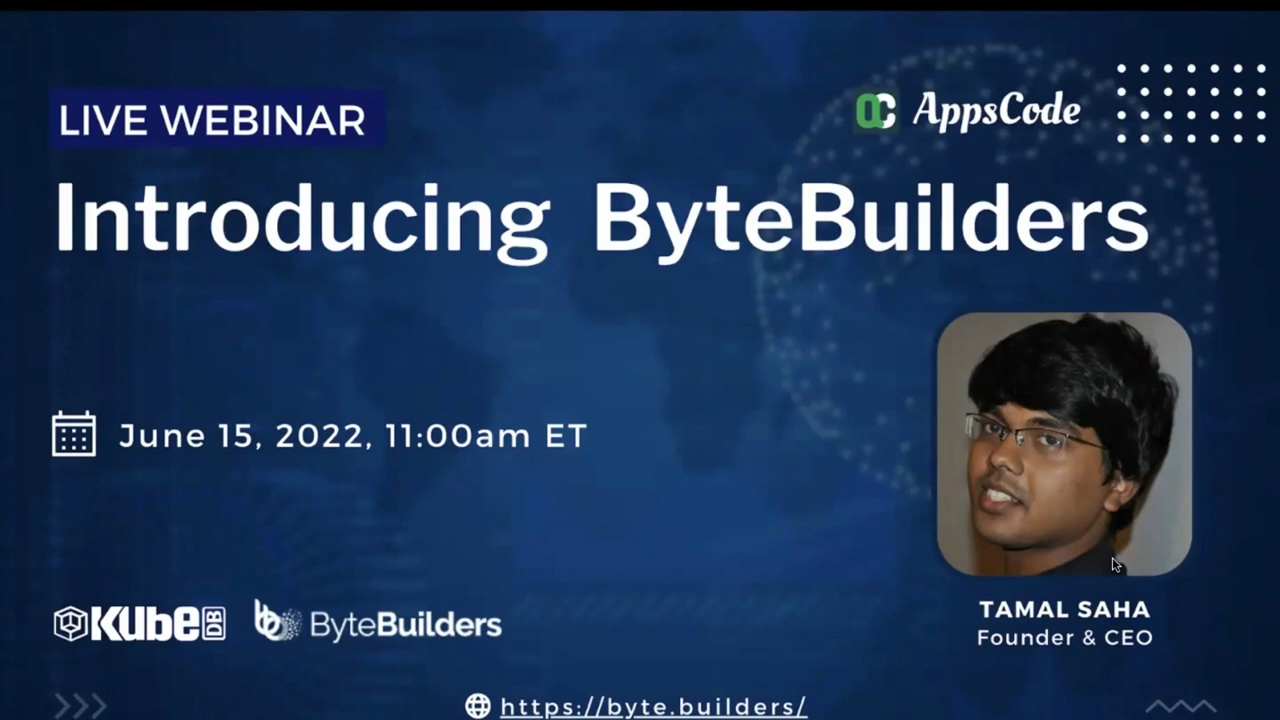 LIVE WEBINAR
AppsCode
Introducing ByteBuilders
June 15, 2022, 11:00am ET
KUbeDB
ByteBuilders
TAMAL SAHA
Founder & CEO
https://byte.builders/